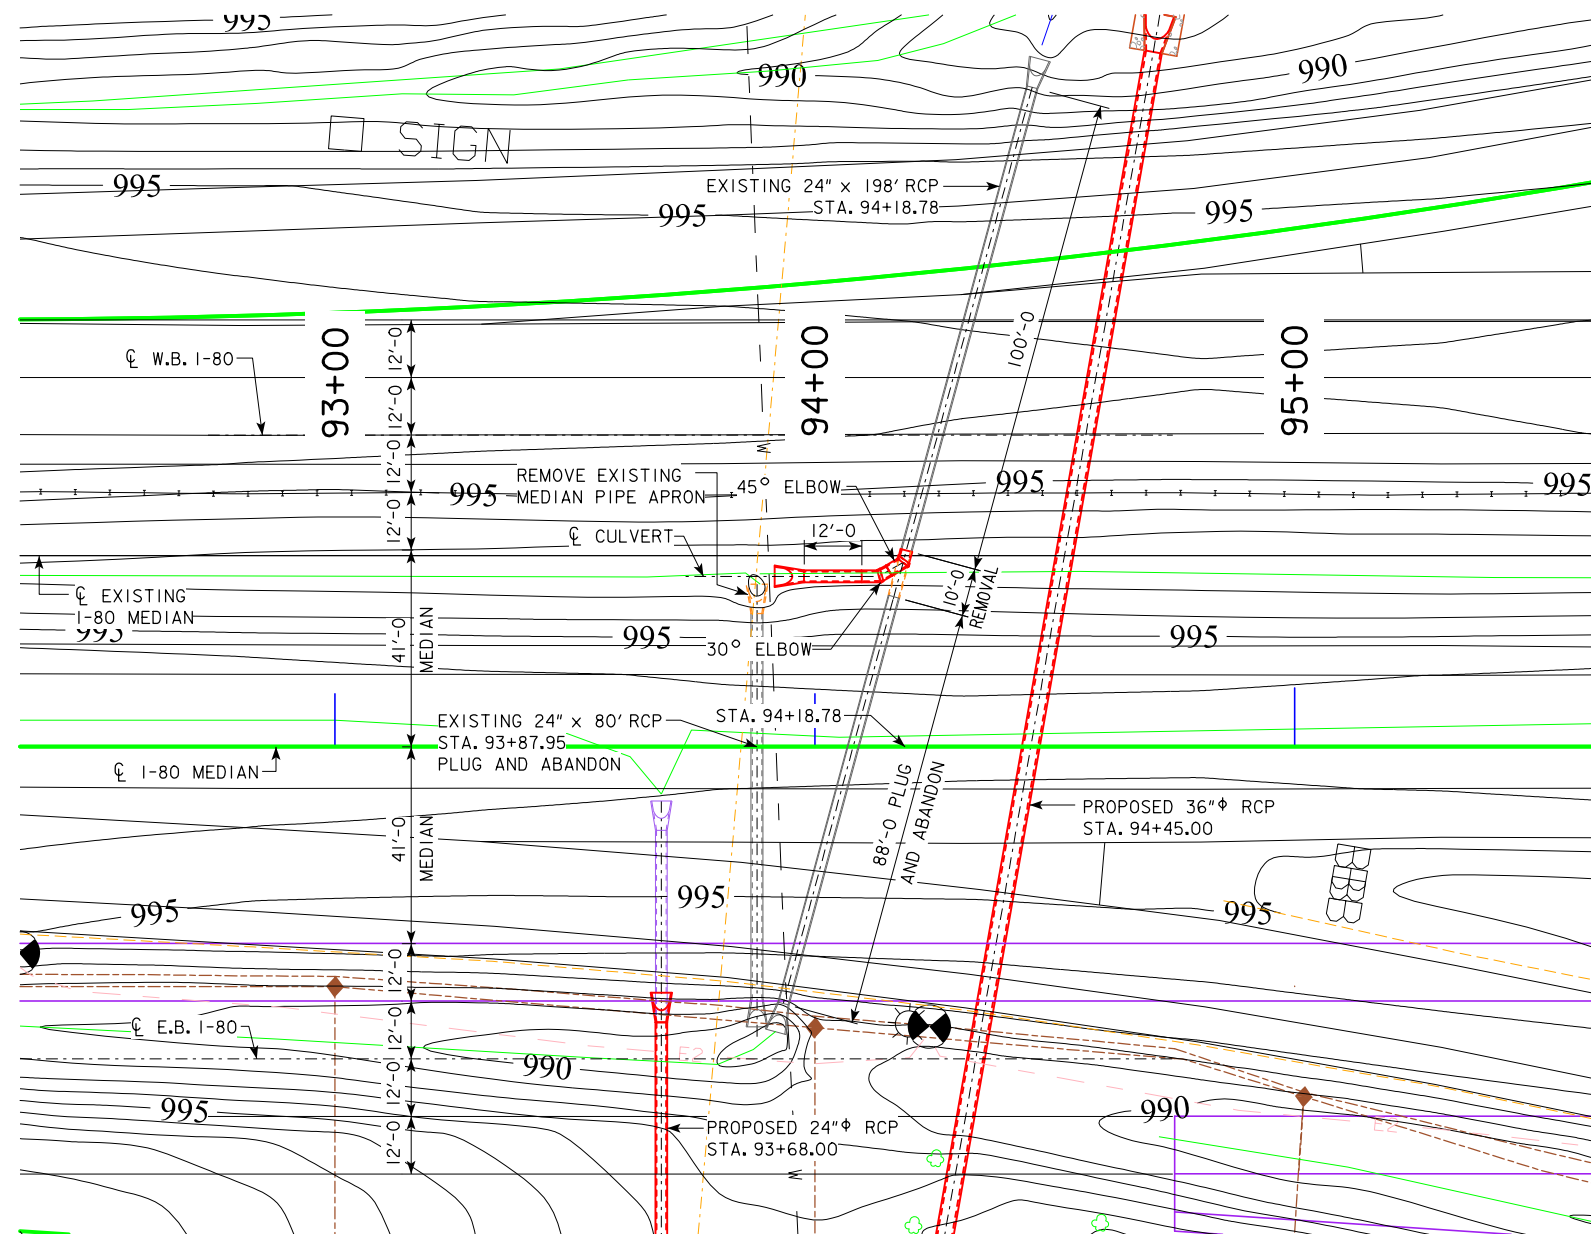 995
990
990
SIGN
995
EXISTING 24" x 198' RCP
STA. 94+18.78
995
995
93+00
94+00
95+00
12'-0
100'-0
℄ W.B. I-80
12'-0
12'-0
REMOVE EXISTING
MEDIAN PIPE APRON
45° ELBOW
995
995
995
12'-0
℄ CULVERT
12'-0
℄ EXISTING
I-80 MEDIAN
10'-0
REMOVAL
995
41'-0
MEDIAN
995
995
30° ELBOW
EXISTING 24" x 80' RCP
STA. 93+87.95
PLUG AND ABANDON
STA. 94+18.78
℄ I-80 MEDIAN
88'-0 PLUG
AND ABANDON
PROPOSED 36"ϕ RCP
STA. 94+45.00
41'-0
MEDIAN
995
995
995
12'-0
℄ E.B. I-80
12'-0
E2
990
12'-0
995
990
E2
PROPOSED 24"ϕ RCP
STA. 93+68.00
12'-0
W
W